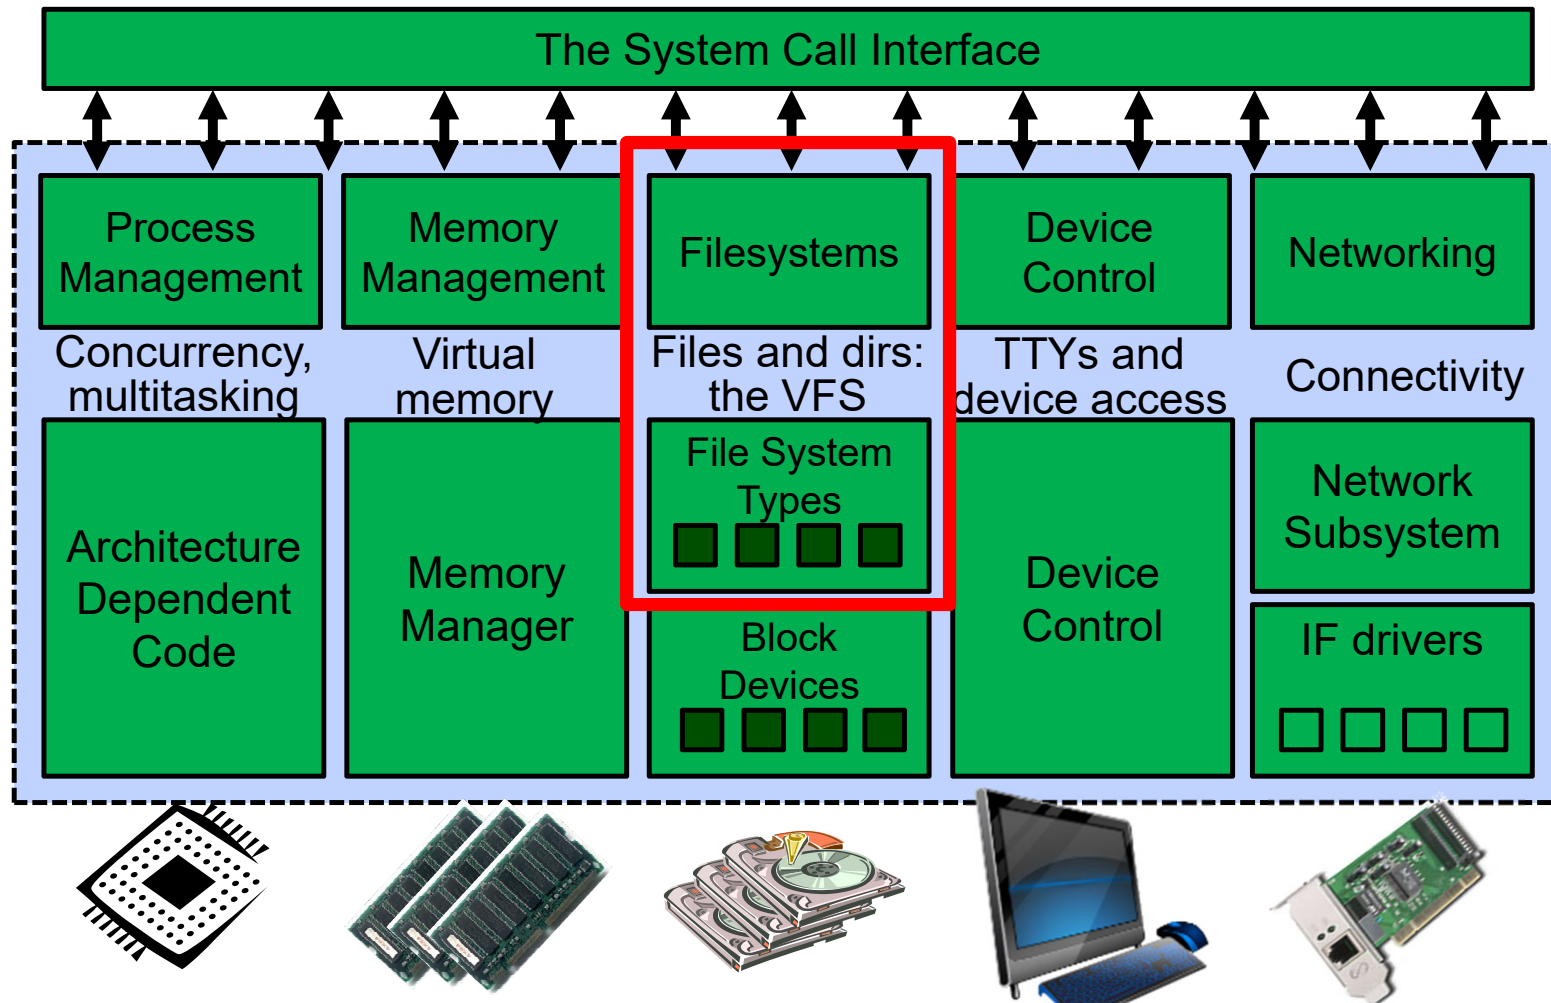 The System Call Interface
Process
Management
Memory
Management
Filesystems
Device
Control
Networking
Concurrency,
multitasking
Virtual
memory
Files and dirs:
the VFS
TTYs and
device access
Connectivity
Architecture
Dependent
Code
Memory
Manager
File System
Types
Block
Devices
Device
Control
Network
Subsystem
IF drivers